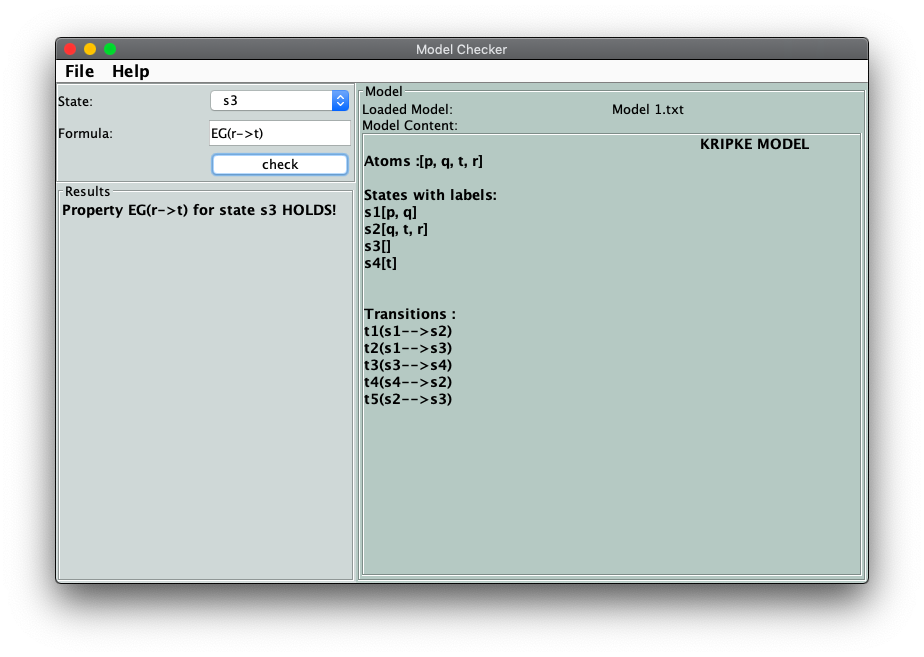 Model Checker
File Help
State: s3
Formula: EG(r->t)
check
Results
Property EG(r->t) for state s3 HOLDS!
Model
Loaded Model: Model 1.txt
Model Content:
KRIPKE MODEL
Atoms :[p, q, t, r]
States with labels:
s1[p, q]
s2[q, t, r]
s3[]
s4[t]
Transitions :
t1(s1-->s2)
t2(s1-->s3)
t3(s3-->s4)
t4(s4-->s2)
t5(s2-->s3)